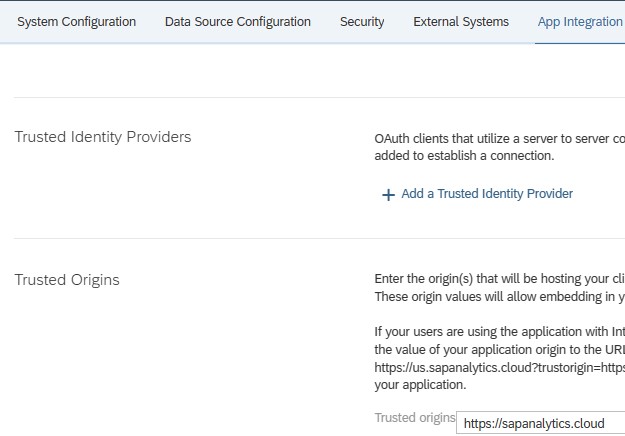 System Configuration Data Source Configuration Security External Systems App Integration
Trusted Identity Providers
OAuth clients that utilize a server to server co
added to establish a connection.
+ Add a Trusted Identity Provider
Trusted Origins
Enter the origin(s) that will be hosting your cli
These origin values will allow embedding in y
If your users are using the application with Int
the value of your application origin to the URL
https://us.sapanalytics.cloud?trustorigin=https
your application.
Trusted origins https://sapanalytics.cloud